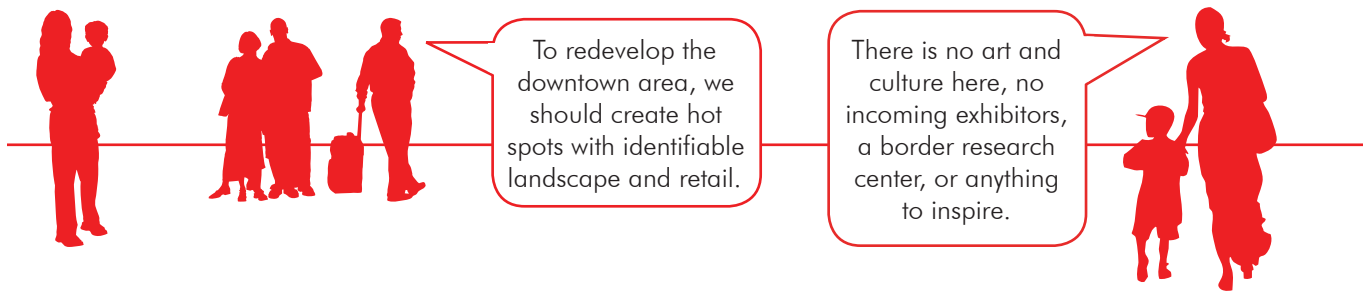 To redevelop the
downtown area, we
should create hot
spots with identifiable
landscape and retail.
There is no art and
culture here, no
incoming exhibitors,
a border research
center, or anything
to inspire.